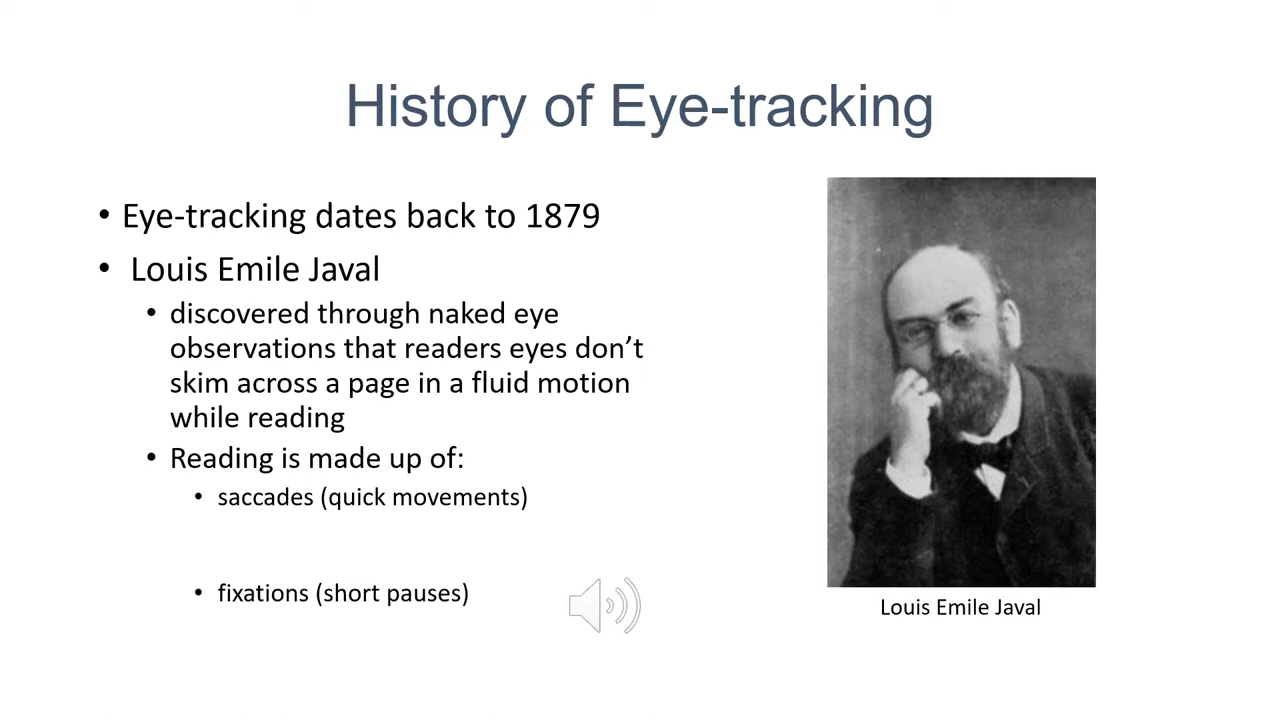 History of Eye-tracking
• Eye-tracking dates back to 1879
• Louis Emile Javal
• discovered through naked eye
observations that readers eyes don’t
skim across a page in a fluid motion
while reading
• Reading is made up of:
• saccades (quick movements)
• fixations (short pauses)
Louis Emile Javal